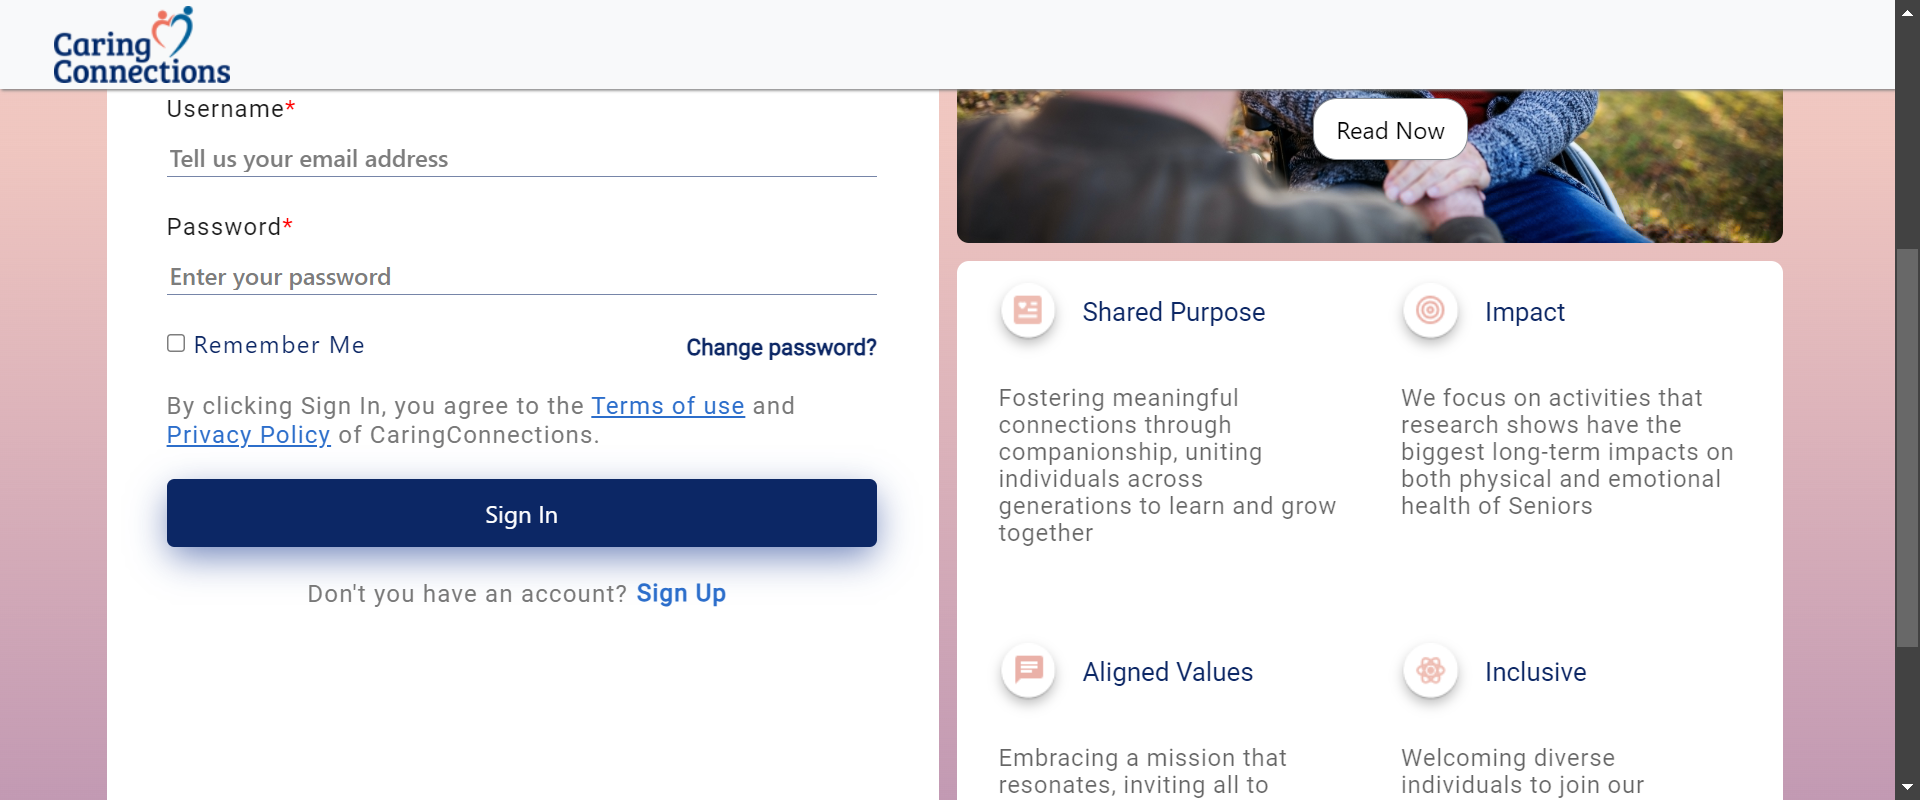 Caring
Connections
Username*
Tell us your email address
Password*
Enter your password
Remember Me
Change password?
By clicking Sign In, you agree to the Terms of use and
Privacy Policy of CaringConnections.
Sign In
Don't you have an account? Sign Up
Read Now
Shared Purpose
Fostering meaningful
connections through
companionship, uniting
individuals across
generations to learn and grow
together
Impact
We focus on activities that
research shows have the
biggest long-term impacts on
both physical and emotional
health of Seniors
Aligned Values
Embracing a mission that
resonates, inviting all to
Inclusive
Welcoming diverse
individuals to join our